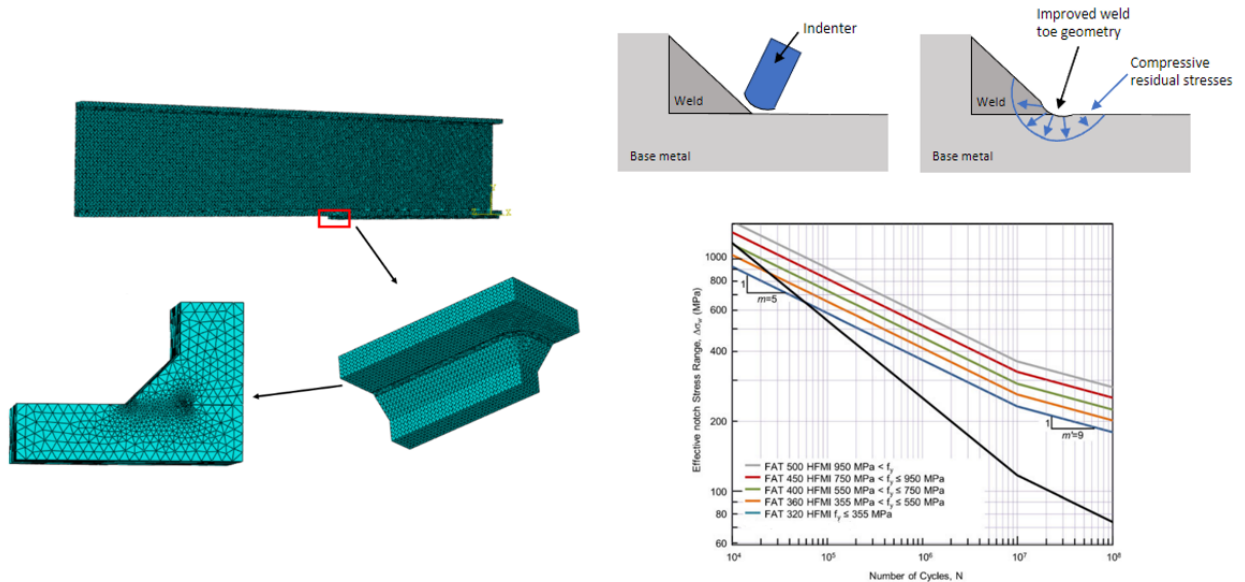 Indenter
Weld
Base metal
Improved weld
toe geometry
Compressive
residual stresses
Weld
Base metal
Effective notch Stress Range, Δσw (MPa)
1000
800
600
400
200
100
80
60
1
m=5
1
m'=9
FAT 500 HFMI 950 MPa < fy
FAT 450 HFMI 750 MPa < fy ≤ 950 MPa
FAT 400 HFMI 550 MPa < fy ≤ 750 MPa
FAT 360 HFMI 355 MPa < fy ≤ 550 MPa
FAT 320 HFMI fy ≤ 355 MPa
10⁴ 10⁵ 10⁶ 10⁷ 10⁸
Number of Cycles, N